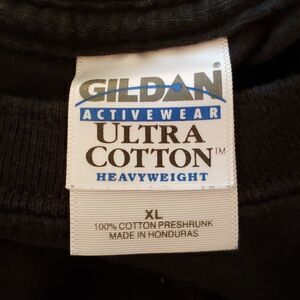 GILDAN®
ACTIVEWEAR
ULTRA
COTTON™
HEAVYWEIGHT
XL
100% COTTON PRESHRUNK
MADE IN HONDURAS